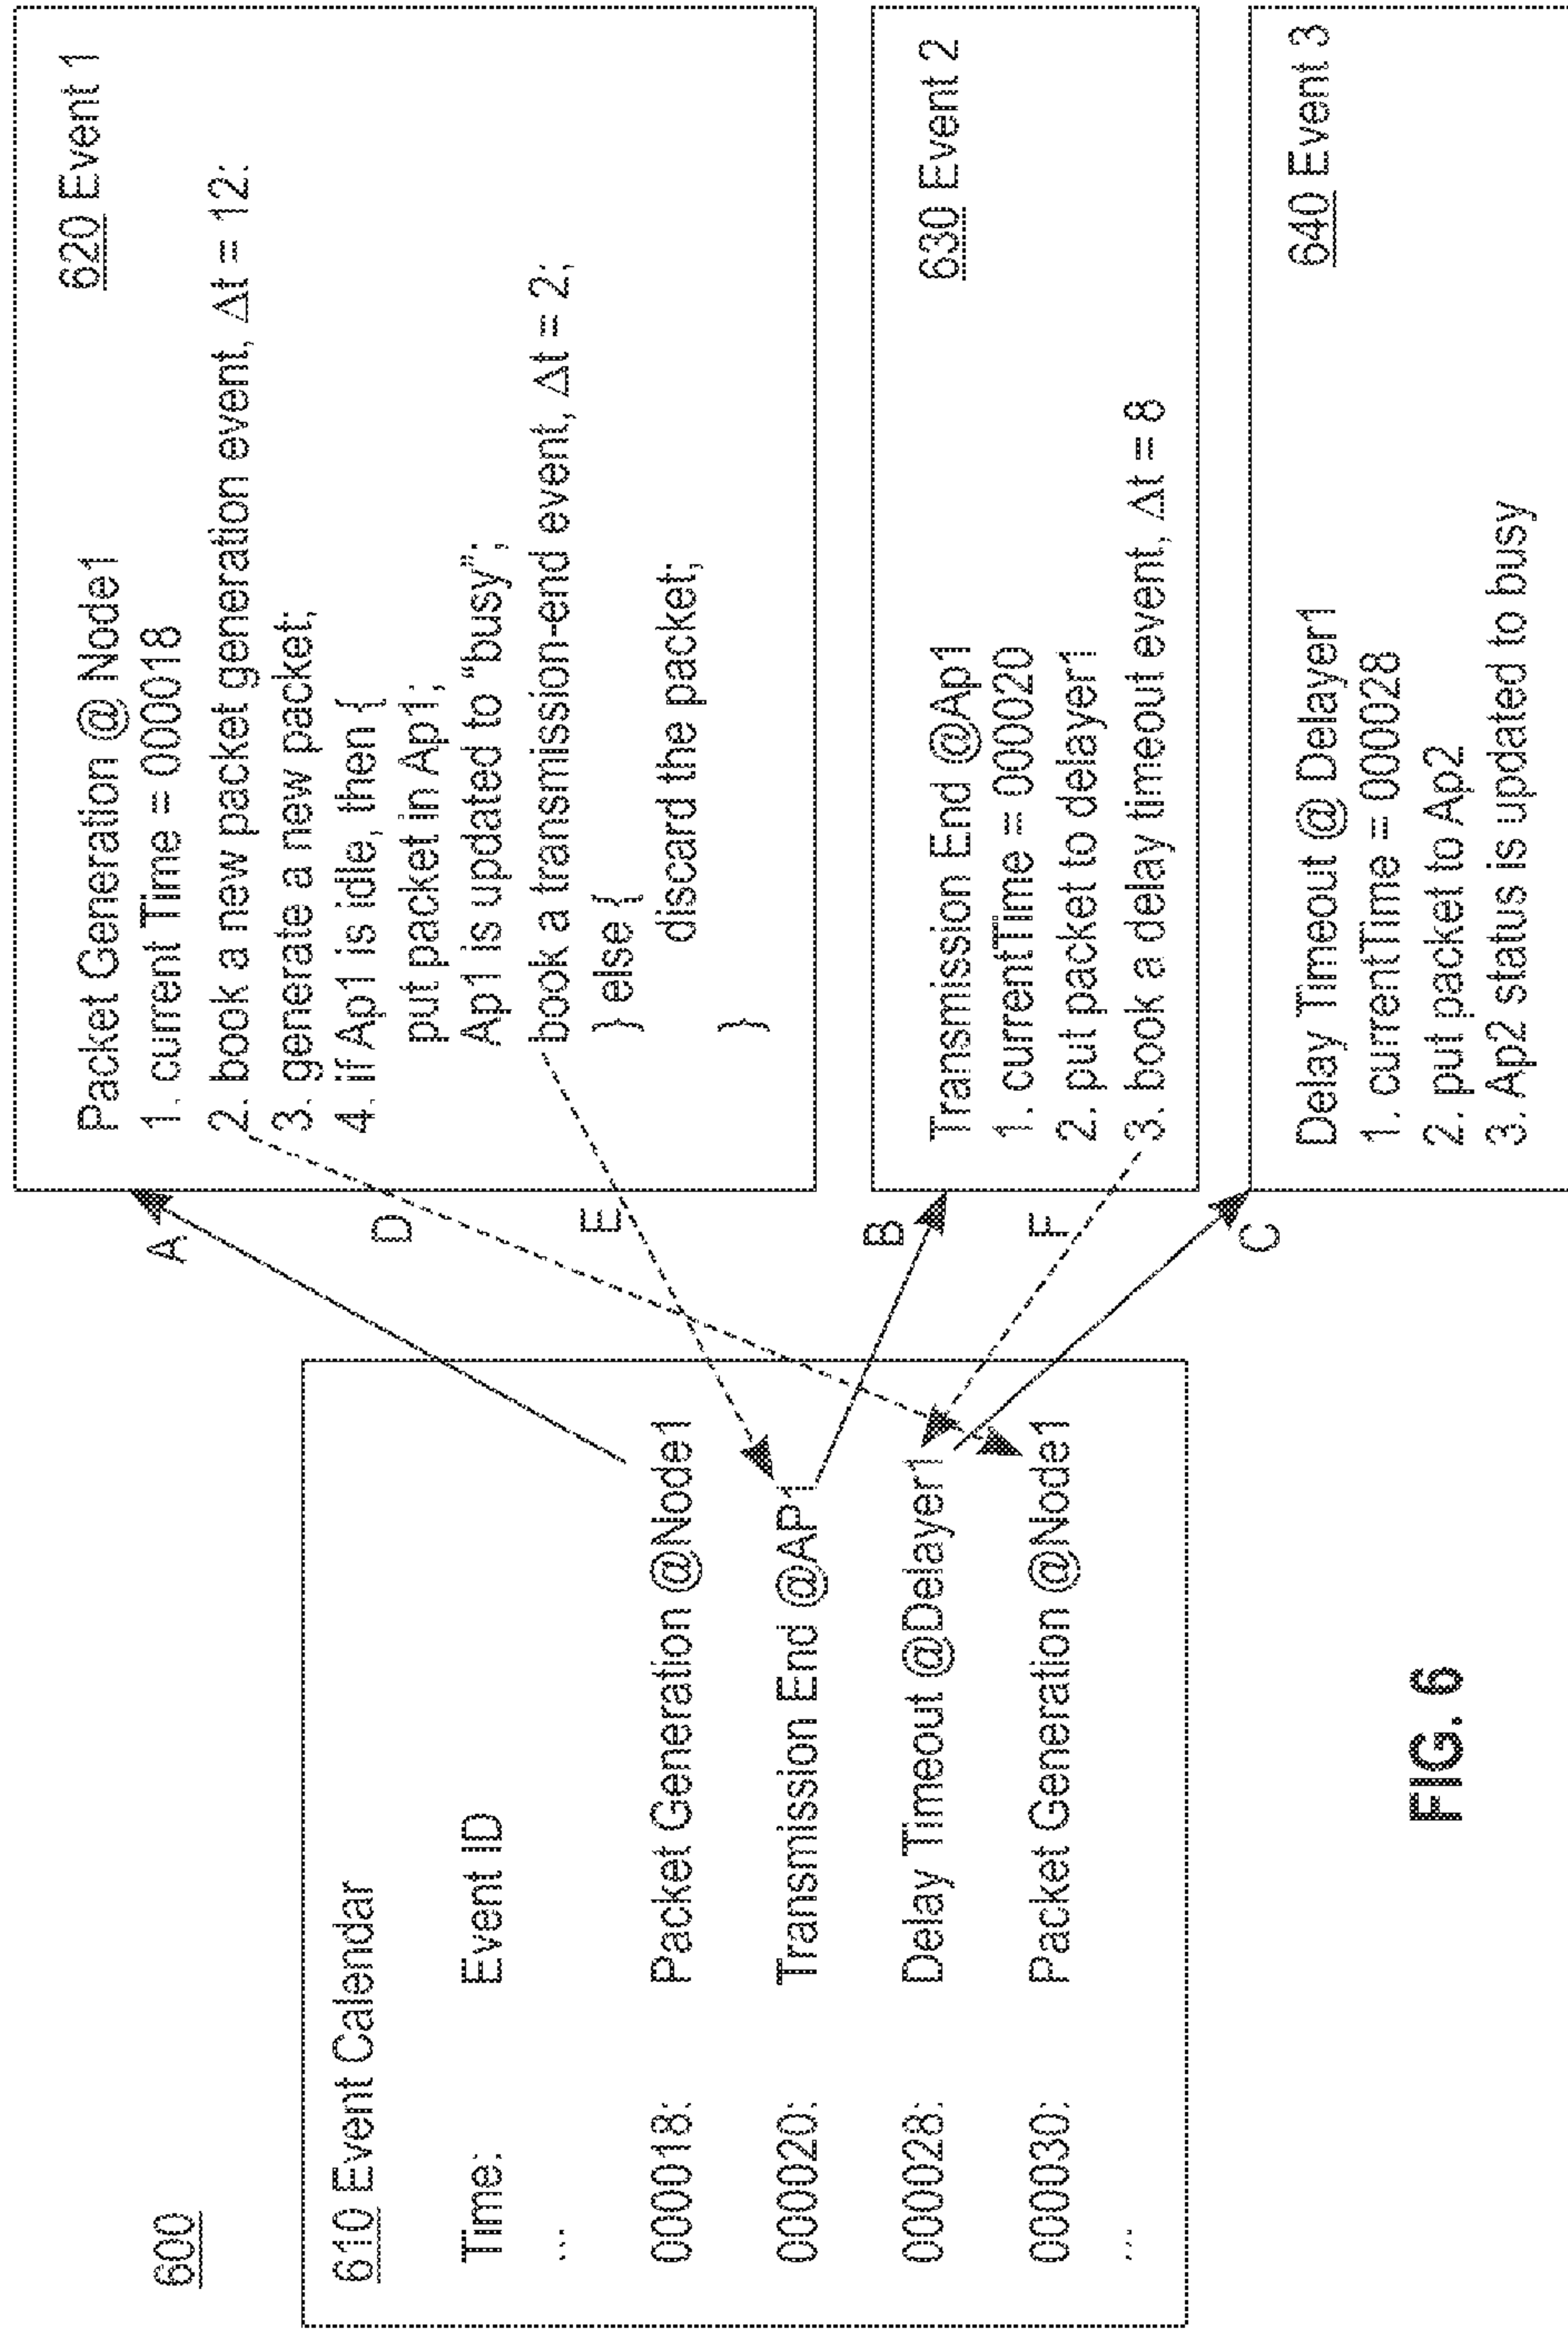 600
610 Event Calendar
Time: Event ID
...
000018: Packet Generation @Node1
000020: Transmission End @AP1
000028: Delay Timeout @Delayer1
000030: Packet Generation @Node1
...
A
D
E
B
F
C
620 Event 1
Packet Generation @ Node1
1. current Time = 000018
2. book a new packet generation event, Δt = 12:
3. generate a new packet;
4. if Ap1 is idle, then {
put packet in Ap1;
Ap1 is updated to “busy”;
book a transmission-end event, Δt = 2;
} else {
discard the packet;
}
630 Event 2
Transmission End @Ap1
1. currentTime = 000020
2. put packet to delayer1
3. book a delay timeout event, Δt = 8
640 Event 3
Delay Timeout @ Delayer1
1. currentTime = 000028
2. put packet to Ap2
3. Ap2 status is updated to busy
FIG. 6